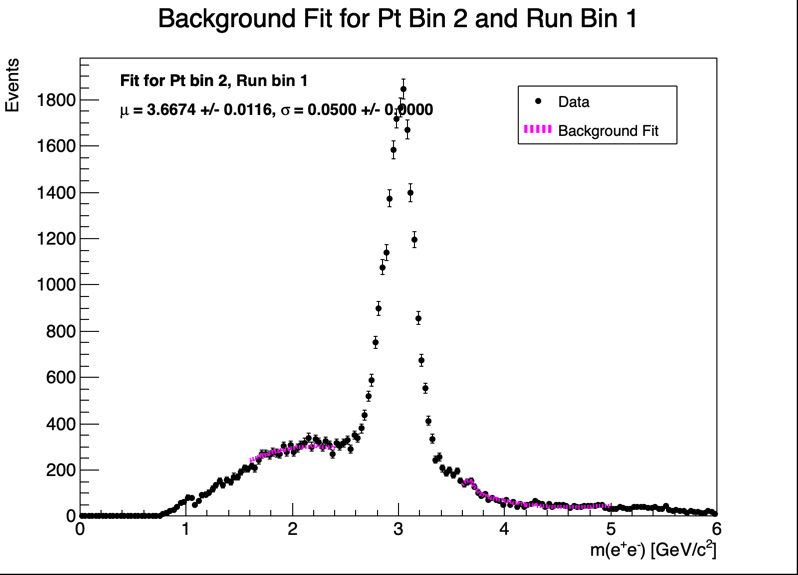 Background Fit for Pt Bin 2 and Run Bin 1
Events
Fit for Pt bin 2, Run bin 1
μ = 3.6674 +/- 0.0116, σ = 0.0500 +/- 0.0000
Data
Background Fit
1800
1600
1400
1200
1000
800
600
400
200
0
0 1 2 3 4 5 6
m(e⁺e⁻) [GeV/c²]